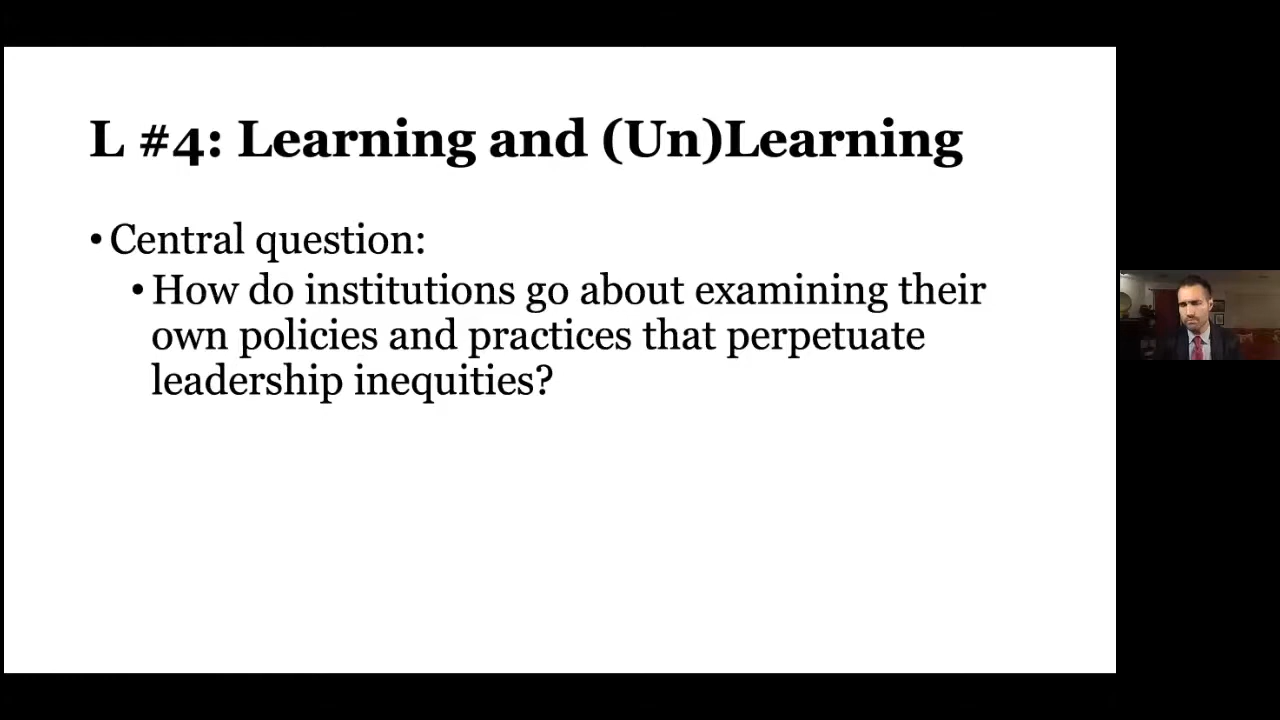 L #4: Learning and (Un)Learning
• Central question:
• How do institutions go about examining their
own policies and practices that perpetuate
leadership inequities?